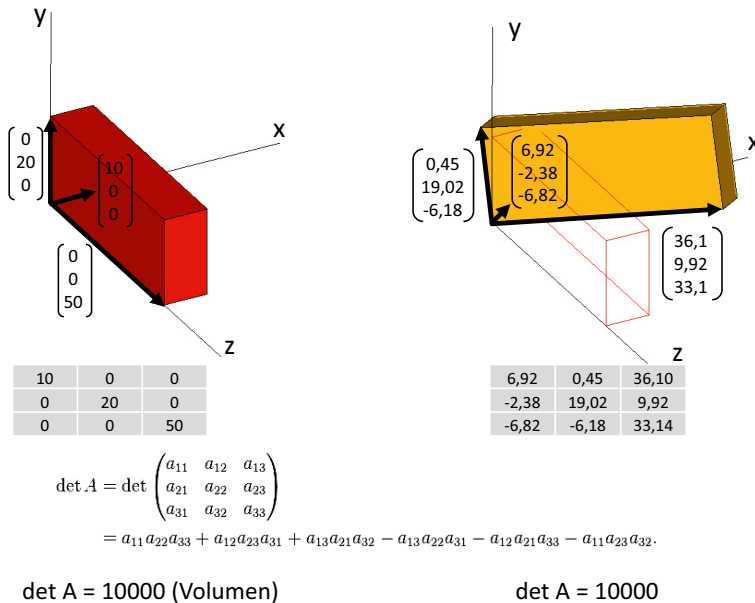 y
x
0
20
0
10
0
0
0
0
50
z
10 0 0
0 20 0
0 0 50
y
x
0,45
19,02
-6,18
6,92
-2,38
-6,82
36,1
9,92
33,1
z
6,92 0,45 36,10
-2,38 19,02 9,92
-6,82 -6,18 33,14
det A = det ( a₁₁ a₁₂ a₁₃
a₂₁ a₂₂ a₂₃
a₃₁ a₃₂ a₃₃ )
= a₁₁a₂₂a₃₃ + a₁₂a₂₃a₃₁ + a₁₃a₂₁a₃₂ − a₁₃a₂₂a₃₁ − a₁₂a₂₁a₃₃ − a₁₁a₂₃a₃₂.
det A = 10000 (Volumen)
det A = 10000